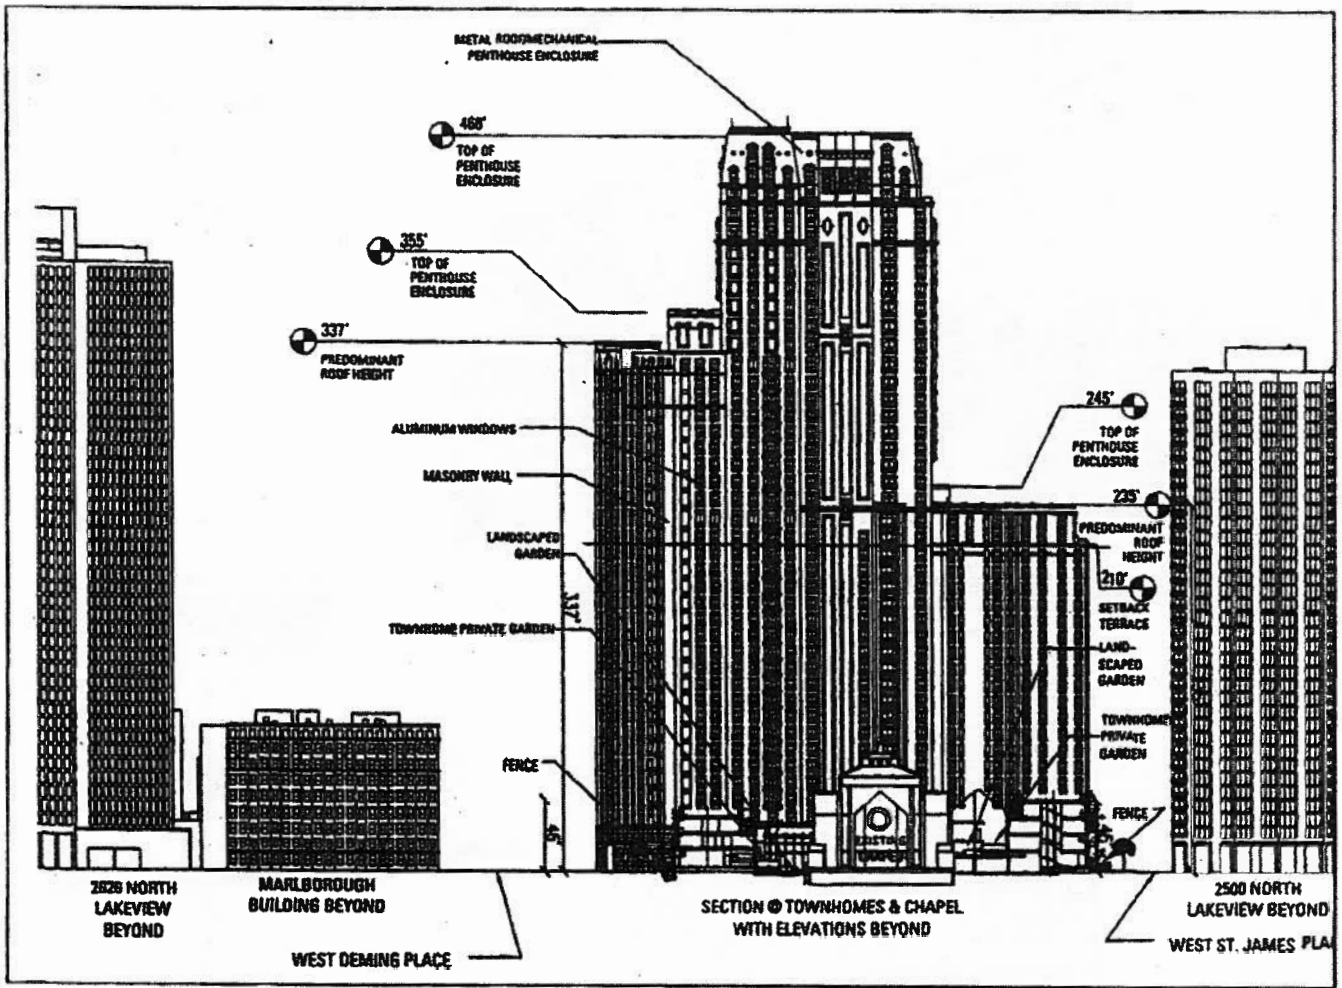 METAL ROOF/MECHANICAL
PENTHOUSE ENCLOSURE
468'
TOP OF
PENTHOUSE
ENCLOSURE
355'
TOP OF
PENTHOUSE
ENCLOSURE
337'
PREDOMINANT
ROOF HEIGHT
ALUMINUM WINDOWS
MASONRY WALL
LANDSCAPED
GARDEN
337'
TOWNHOME PRIVATE GARDEN
FENCE
245'
TOP OF
PENTHOUSE
ENCLOSURE
235'
PREDOMINANT
ROOF
HEIGHT
210'
SETBACK
TERRACE
LAND-
SCAPED
GARDEN
TOWNHOME
PRIVATE
GARDEN
FENCE
EXISTING
CHAPEL
2626 NORTH
LAKEVIEW
BEYOND
MARLBOROUGH
BUILDING BEYOND
WEST DEMING PLACE
SECTION @ TOWNHOMES & CHAPEL
WITH ELEVATIONS BEYOND
2500 NORTH
LAKEVIEW BEYOND
WEST ST. JAMES PLA